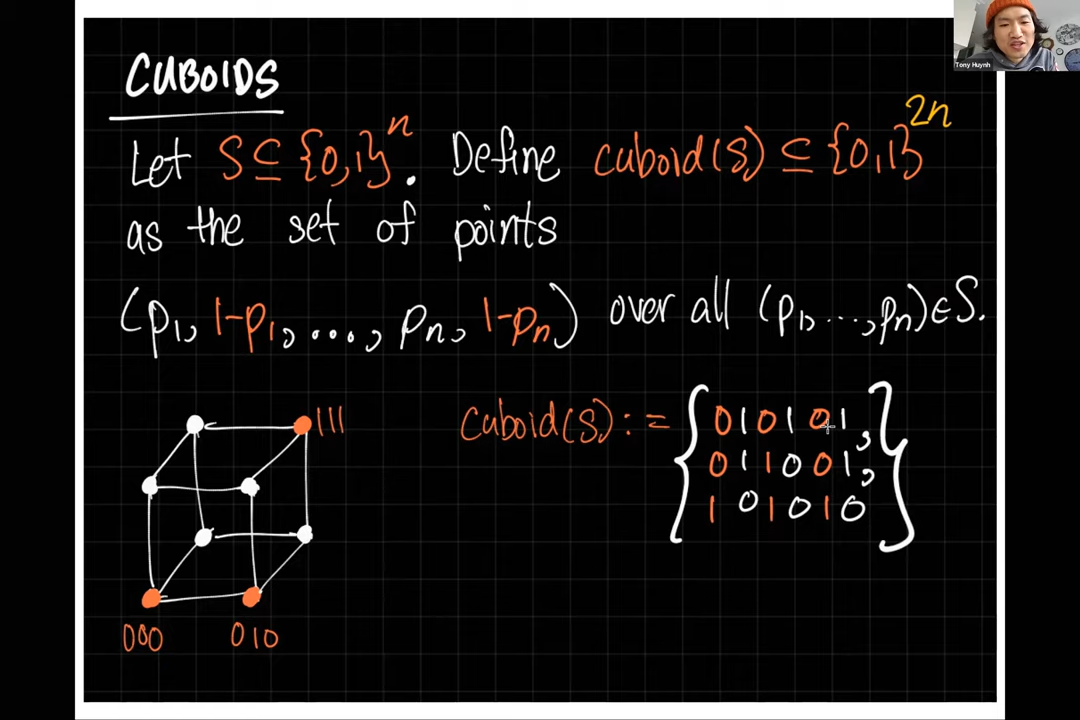 Tony Huynh
CUBOIDS
Let S ⊆ {0,1}ⁿ. Define cuboid(S) ⊆ {0,1}²ⁿ
as the set of points
(p₁, 1-p₁, ...., pₙ, 1-pₙ) over all (p₁, ..., pₙ) ∈ S.
cuboid(S) := { 010101,
011001,
101010 }
111
000 010